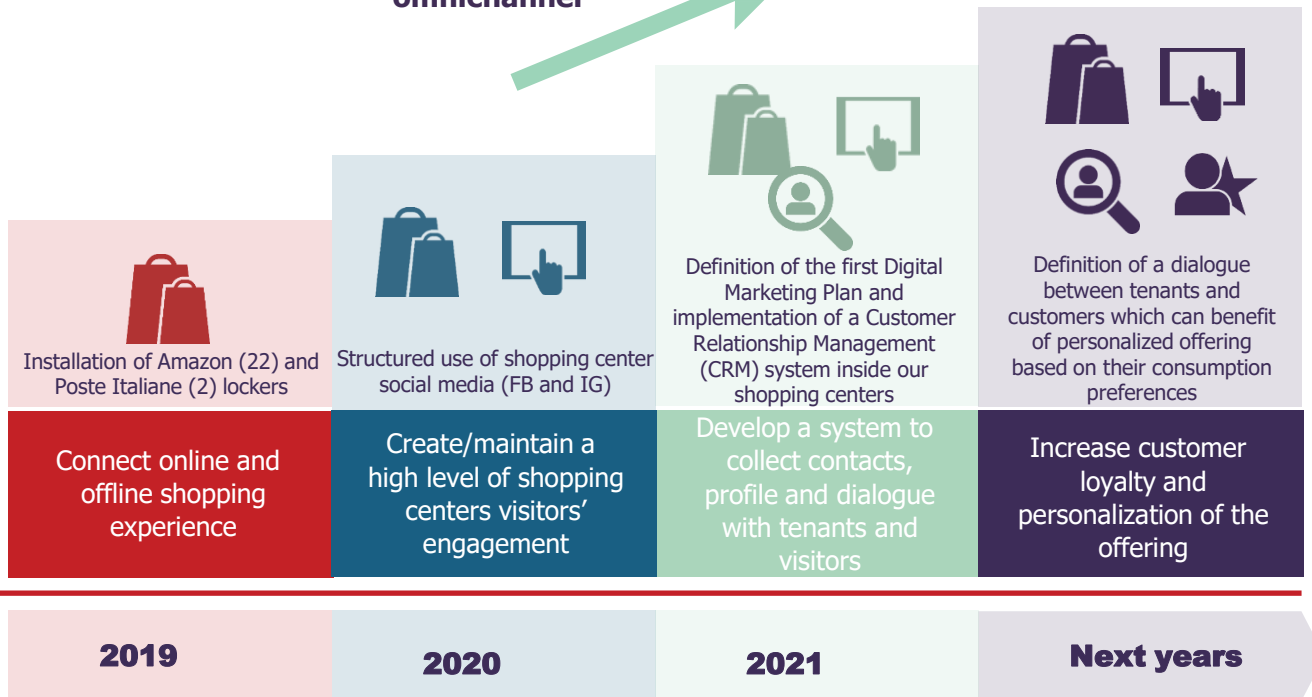 omnichannel
Installation of Amazon (22) and
Poste Italiane (2) lockers
Connect online and
offline shopping
experience
2019
Structured use of shopping center
social media (FB and IG)
Create/maintain a
high level of shopping
centers visitors’
engagement
2020
Definition of the first Digital
Marketing Plan and
implementation of a Customer
Relationship Management
(CRM) system inside our
shopping centers
Develop a system to
collect contacts,
profile and dialogue
with tenants and
visitors
2021
Definition of a dialogue
between tenants and
customers which can benefit
of personalized offering
based on their consumption
preferences
Increase customer
loyalty and
personalization of the
offering
Next years